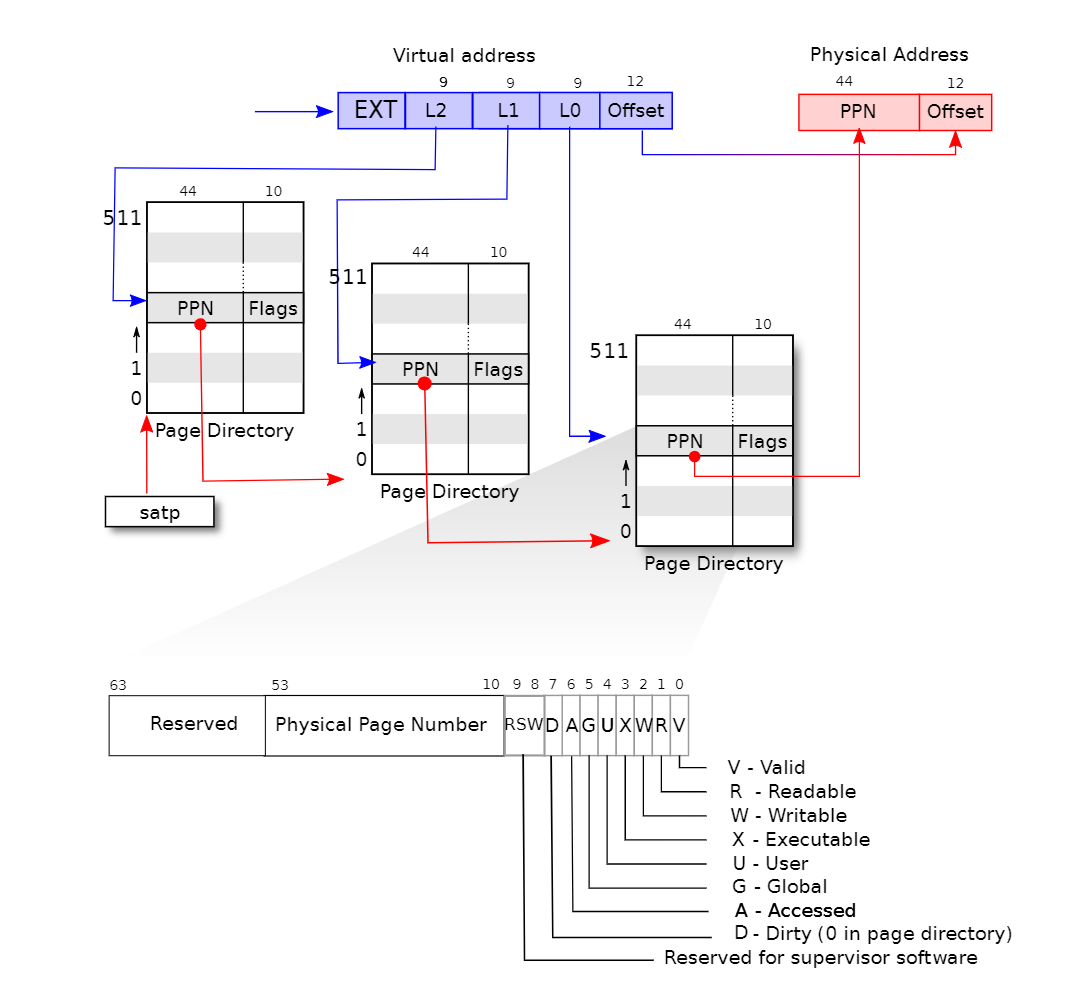 Virtual address
Physical Address
9 9 9 12
44 12
EXT L2 L1 L0 Offset
PPN Offset
44 10
511
PPN Flags
1
0
Page Directory
satp
44 10
511
PPN Flags
1
0
Page Directory
44 10
511
PPN Flags
1
0
Page Directory
63 53 10 9 8 7 6 5 4 3 2 1 0
Reserved Physical Page Number RSW D A G U X W R V
V - Valid
R - Readable
W - Writable
X - Executable
U - User
G - Global
A - Accessed
D - Dirty (0 in page directory)
Reserved for supervisor software